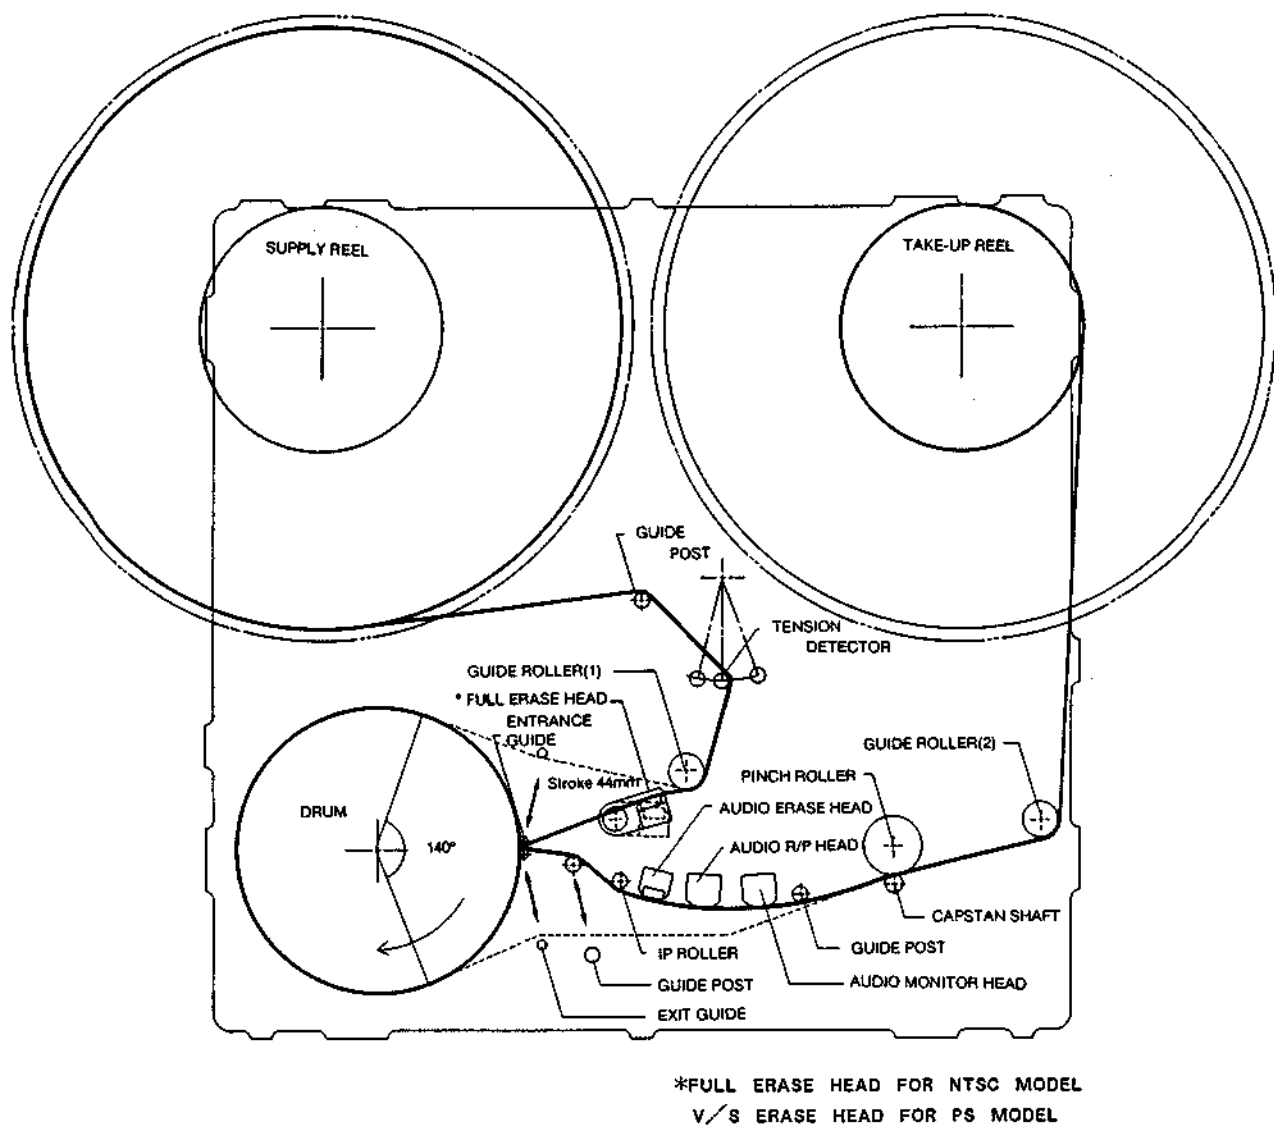 SUPPLY REEL
TAKE-UP REEL
GUIDE
POST
TENSION
DETECTOR
GUIDE ROLLER(1)
* FULL ERASE HEAD
ENTRANCE
GUIDE
GUIDE ROLLER(2)
PINCH ROLLER
Stroke 44mm
AUDIO ERASE HEAD
DRUM
140°
AUDIO R/P HEAD
CAPSTAN SHAFT
IP ROLLER
GUIDE POST
GUIDE POST
AUDIO MONITOR HEAD
EXIT GUIDE
*FULL ERASE HEAD FOR NTSC MODEL
V/S ERASE HEAD FOR PS MODEL